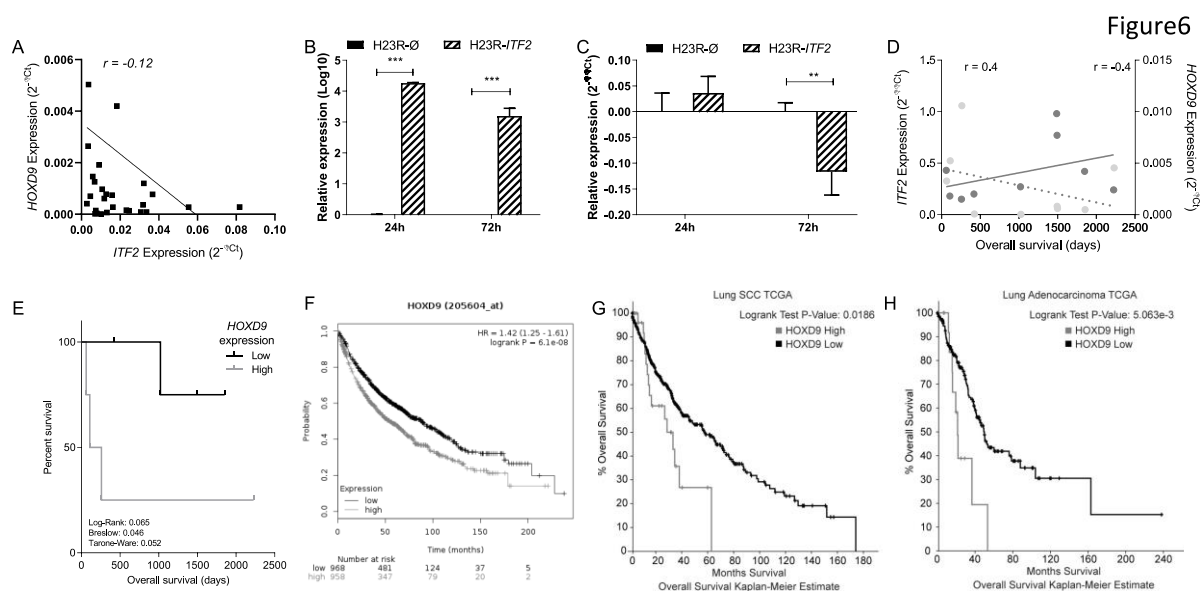 Figure6
A
r = -0.12
HOXD9 Expression (2
0.006
0.004
0.002
0.000
0.00 0.02 0.04 0.06 0.08 0.10
ITF2 Expression (2
B
H23R-Ø H23R-ITF2
Relative expression (Log10)
5
4
3
2
1
0
***
***
24h 72h
C
H23R-Ø H23R-ITF2
Relative expression (2
0.10
0.05
0.00
-0.05
-0.10
-0.15
-0.20
**
24h 72h
D
r = 0.4 r = -0.4
ITF2 Expression (2
1.5
1.0
0.5
0.0
HOXD9 Expression (2
0.015
0.010
0.005
0.000
0 500 1000 1500 2000 2500
Overall survival (days)
E
HOXD9
expression
Low
High
Percent survival
100
50
0
Log-Rank: 0.065
Breslow: 0.046
Tarone-Ware: 0.052
0 500 1000 1500 2000 2500
Overall survival (days)
F
HOXD9 (205604_at)
HR = 1.42 (1.25 - 1.61)
logrank P = 6.1e-08
Probability
1.0
0.8
0.6
0.4
0.2
0.0
Expression
low
high
0 50 100 150 200
Time (months)
Number at risk
low 968 481 124 37 5
high 958 347 79 20 2
G
Lung SCC TCGA
Logrank Test P-Value: 0.0186
HOXD9 High
HOXD9 Low
% Overall Survival
100
90
80
70
60
50
40
30
20
10
0
0 20 40 60 80 100 120 140 160 180
Months Survival
Overall Survival Kaplan-Meier Estimate
H
Lung Adenocarcinoma TCGA
Logrank Test P-Value: 5.063e-3
HOXD9 High
HOXD9 Low
% Overall Survival
100
90
80
70
60
50
40
30
20
10
0
0 40 80 120 160 200 240
Months Survival
Overall Survival Kaplan-Meier Estimate